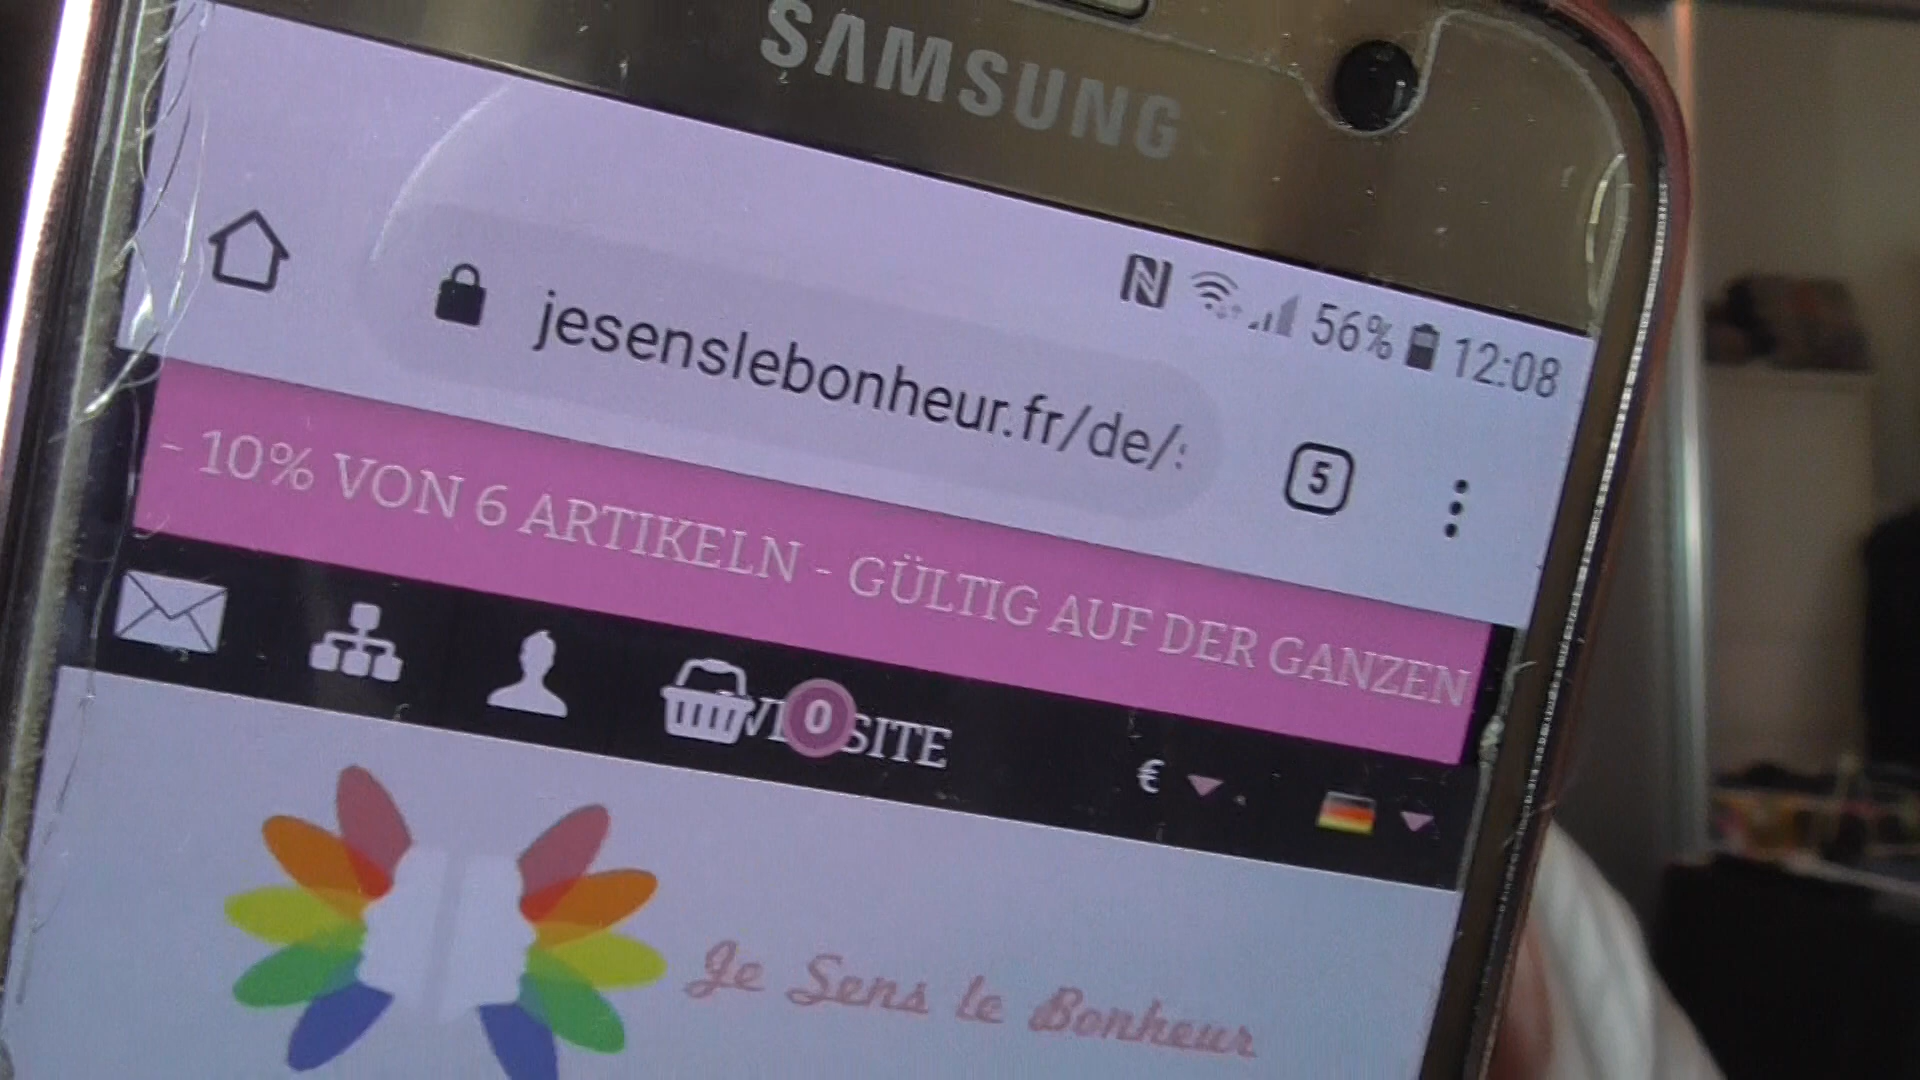 SAMSUNG
56% 12:08
jesenslebonheur.fr/de/
5
- 10% VON 6 ARTIKELN - GÜLTIG AUF DER GANZEN
0
SITE
€
Je Sens le Bonheur